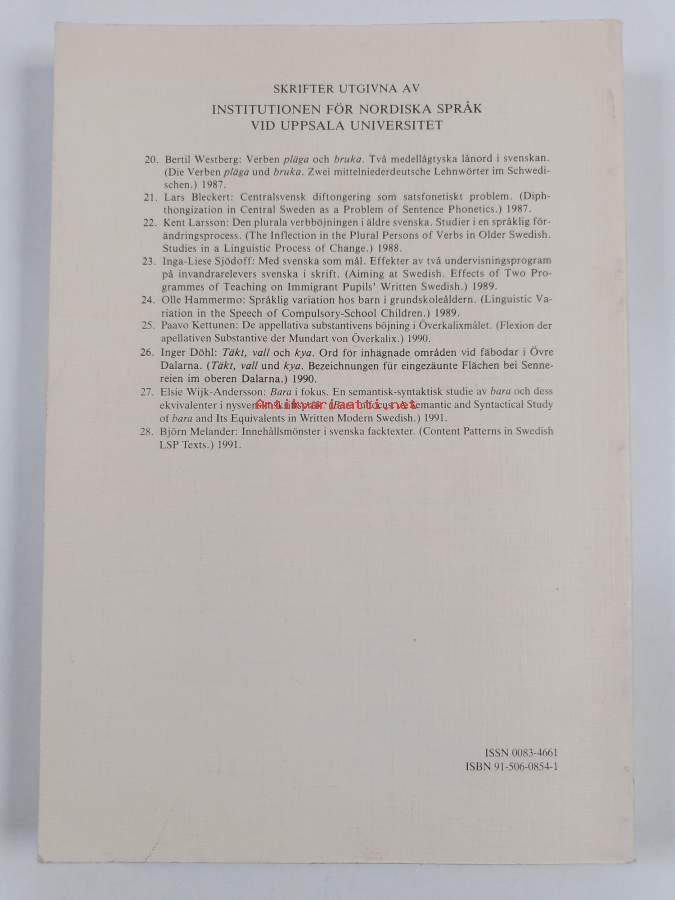 SKRIFTER UTGIVNA AV
INSTITUTIONEN FÖR NORDISKA SPRÅK
VID UPPSALA UNIVERSITET
20. Bertil Westberg: Verben pläga och bruka. Två medellågtyska lånord i svenskan.
(Die Verben pläga und bruka. Zwei mittelniederdeutsche Lehnwörter im Schwedi-
schen.) 1987.
21. Lars Bleckert: Centralsvensk diftongering som satsfonetiskt problem. (Diph-
thongization in Central Sweden as a Problem of Sentence Phonetics.) 1987.
22. Kent Larsson: Den plurala verbböjningen i äldre svenska. Studier i en språklig för-
ändringsprocess. (The Inflection in the Plural Persons of Verbs in Older Swedish.
Studies in a Linguistic Process of Change.) 1988.
23. Inga-Liese Sjödoff: Med svenska som mål. Effekter av två undervisningsprogram
på invandrarelevers svenska i skrift. (Aiming at Swedish. Effects of Two Pro-
grammes of Teaching on Immigrant Pupils' Written Swedish.) 1989.
24. Olle Hammermo: Språklig variation hos barn i grundskoleåldern. (Linguistic Va-
riation in the Speech of Compulsory-School Children.) 1989.
25. Paavo Kettunen: De appellativa substantivens böjning i Överkalixmålet. (Flexion der
apellativen Substantive der Mundart von Överkalix.) 1990.
26. Inger Döhl: Täkt, vall och kya. Ord för inhägnade områden vid fäbodar i Övre
Dalarna. (Täkt, vall und kya. Bezeichnungen für eingezäunte Flächen bei Senne-
reien im oberen Dalarna.) 1990.
27. Elsie Wijk-Andersson: Bara i fokus. En semantisk-syntaktisk studie av bara och dess
ekvivalenter i nysvenskt Semantic and Syntactical Study
Antikvariaatti.net
of bara and Its Equivalents in Written Modern Swedish.) 1991.
28. Björn Melander: Innehållsmönster i svenska facktexter. (Content Patterns in Swedish
LSP Texts.) 1991.
ISSN 0083-4661
ISBN 91-506-0854-1